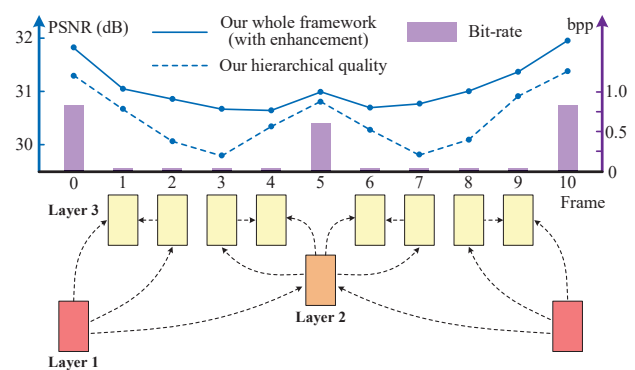 PSNR (dB)
Our whole framework
(with enhancement)
Our hierarchical quality
Bit-rate
bpp
32
31
30
1.0
0.5
0
0 1 2 3 4 5 6 7 8 9 10
Frame
Layer 3
Layer 2
Layer 1